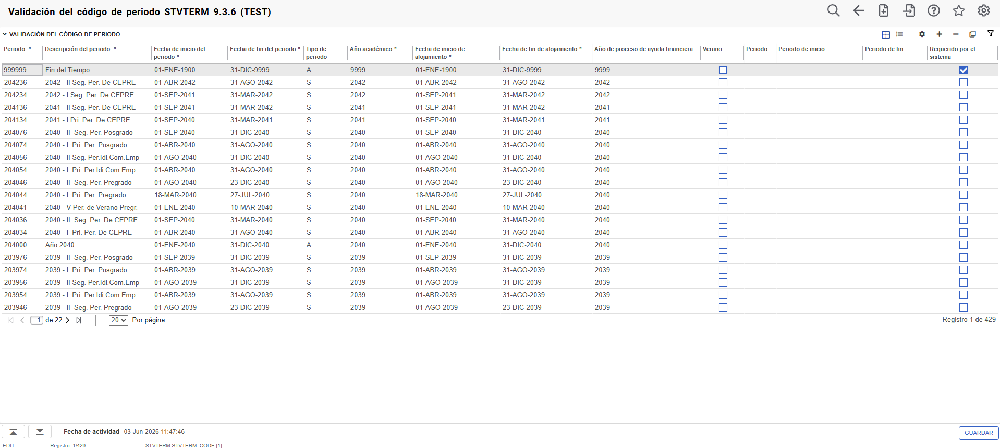 Validación del código de periodo STVTERM 9.3.6 (TEST)
VALIDACIÓN DEL CÓDIGO DE PERIODO
Periodo * Descripción del periodo * Fecha de inicio del periodo * Fecha de fin del periodo * Tipo de periodo Año académico * Fecha de inicio de alojamiento * Fecha de fin de alojamiento * Año de proceso de ayuda financiera Verano Periodo Periodo de inicio Periodo de fin Requerido por el sistema
999999 Fin del Tiempo 01-ENE-1900 31-DIC-9999 A 9999 01-ENE-1900 31-DIC-9999 9999
204236 2042 - II Seg. Per. De CEPRE 01-ABR-2042 31-AGO-2042 S 2042 01-ABR-2042 31-AGO-2042 2042
204234 2042 - I Seg. Per. De CEPRE 01-SEP-2041 31-MAR-2042 S 2042 01-SEP-2041 31-MAR-2042 2042
204136 2041 - II Seg. Per. De CEPRE 01-SEP-2041 31-MAR-2042 S 2041 01-SEP-2041 31-MAR-2042 2041
204134 2041 - I Pri. Per. De CEPRE 01-SEP-2040 31-MAR-2041 S 2041 01-SEP-2040 31-MAR-2041 2041
204076 2040 - II Seg. Per. Posgrado 01-SEP-2040 31-DIC-2040 S 2040 01-SEP-2040 31-DIC-2040 2040
204074 2040 - I Pri. Per. Posgrado 01-ABR-2040 31-AGO-2040 S 2040 01-ABR-2040 31-AGO-2040 2040
204056 2040 - II Seg. Per.Idi.Com.Emp 01-AGO-2040 31-DIC-2040 S 2040 01-AGO-2040 31-DIC-2040 2040
204054 2040 - I Pri. Per.Idi.Com.Emp 01-ABR-2040 31-AGO-2040 S 2040 01-ABR-2040 31-AGO-2040 2040
204046 2040 - II Seg. Per. Pregrado 01-AGO-2040 23-DIC-2040 S 2040 01-AGO-2040 23-DIC-2040 2040
204044 2040 - I Pri. Per. Pregrado 18-MAR-2040 27-JUL-2040 S 2040 18-MAR-2040 27-JUL-2040 2040
204041 2040 - V Per. de Verano Pregr. 01-ENE-2040 10-MAR-2040 S 2040 01-ENE-2040 10-MAR-2040 2040
204036 2040 - II Seg. Per. De CEPRE 01-SEP-2040 31-MAR-2040 S 2040 01-SEP-2040 31-MAR-2040 2040
204034 2040 - I Pri. Per. De CEPRE 01-ABR-2040 31-AGO-2040 S 2040 01-ABR-2040 31-AGO-2040 2040
204000 Año 2040 01-ENE-2040 31-DIC-2040 A 2040 01-ENE-2040 31-DIC-2040 2040
203976 2039 - II Seg. Per. Posgrado 01-SEP-2039 31-DIC-2039 S 2039 01-SEP-2039 31-DIC-2039 2039
203974 2039 - I Pri. Per. Posgrado 01-ABR-2039 31-AGO-2039 S 2039 01-ABR-2039 31-AGO-2039 2039
203956 2039 - II Seg. Per.Idi.Com.Emp 01-AGO-2039 31-DIC-2039 S 2039 01-AGO-2039 31-DIC-2039 2039
203954 2039 - I Pri. Per.Idi.Com.Emp 01-ABR-2039 31-AGO-2039 S 2039 01-ABR-2039 31-AGO-2039 2039
203946 2039 - II Seg. Per. Pregrado 01-AGO-2039 23-DIC-2039 S 2039 01-AGO-2039 23-DIC-2039 2039
1 de 22 20 Por página Registro 1 de 429
Fecha de actividad 03-Jun-2026 11:47:46
GUARDAR
EDIT Registro: 1/429 STVTERM.STVTERM_CODE [1]